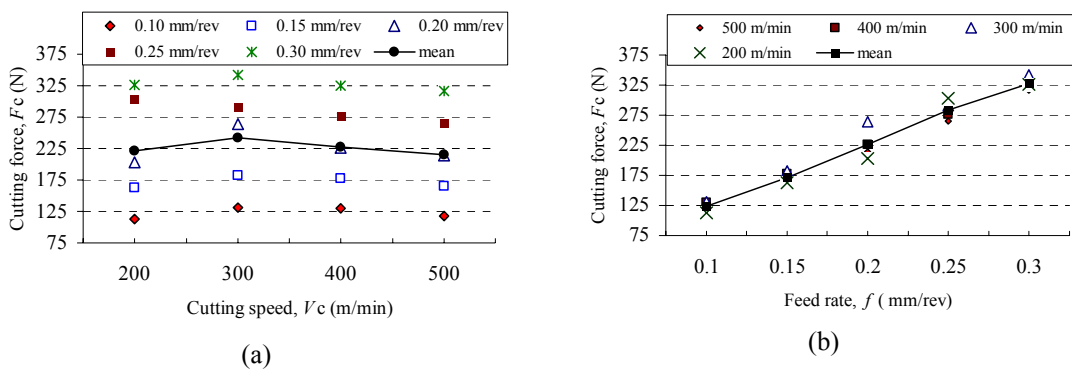 0.10 mm/rev 0.15 mm/rev 0.20 mm/rev
0.25 mm/rev 0.30 mm/rev mean
375
325
275
225
175
125
75
Cutting force, Fc (N)
200 300 400 500
Cutting speed, Vc (m/min)
(a)
500 m/min 400 m/min 300 m/min
200 m/min mean
375
325
275
225
175
125
75
Cutting force, Fc (N)
0.1 0.15 0.2 0.25 0.3
Feed rate, f ( mm/rev)
(b)